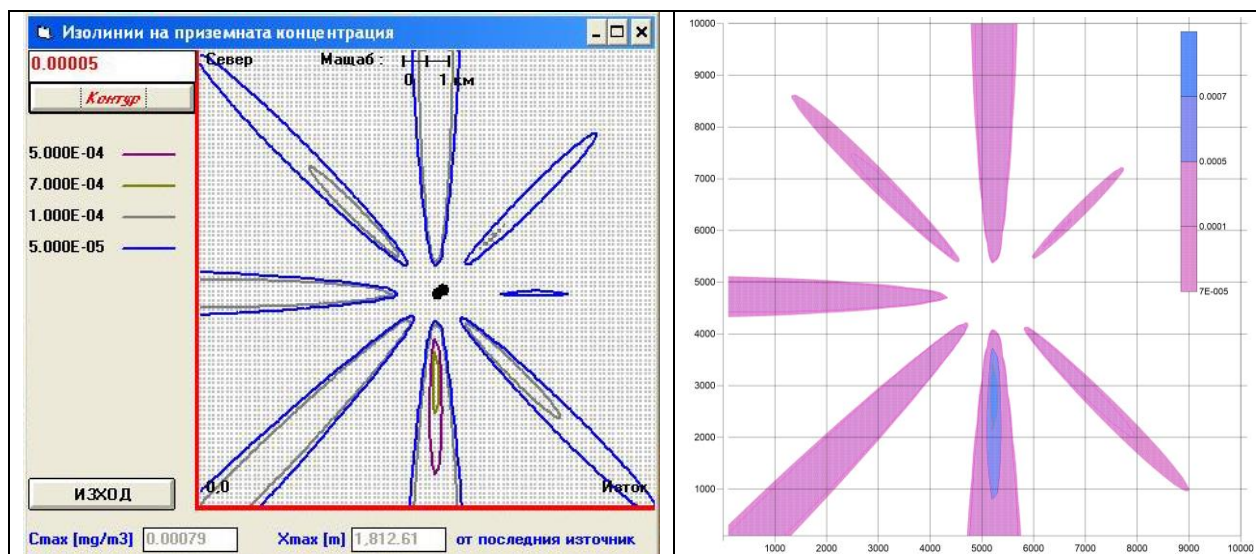 Изолинии на приземната концентрация
0.00005
Контур
Север
Мащаб :
0 1 км
5.000E-04
7.000E-04
1.000E-04
5.000E-05
ИЗХОД
0,0
Изток
Cmax [mg/m3] 0.00079 Xmax [m] 1,812.61 от последния източник
10000
9000
8000
7000
6000
5000
4000
3000
2000
1000
1000 2000 3000 4000 5000 6000 7000 8000 9000 10000
0.0007
0.0005
0.0001
7E-005